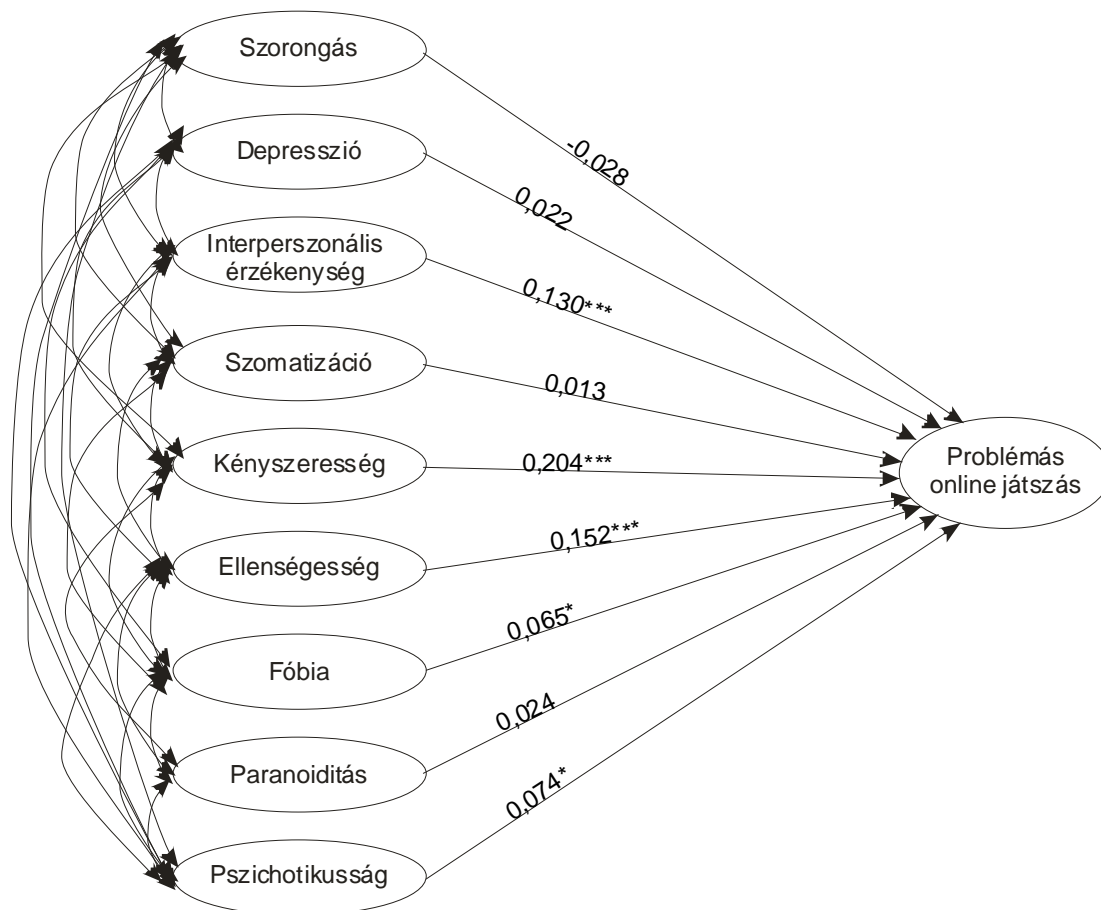 Szorongás
-0,028
Depresszió
0,022
Interperszonális
érzékenység
0,130***
Szomatizáció
0,013
Kényszeresség
0,204***
Problémás
online játszás
Ellenségesség
0,152***
Fóbia
0,065*
Paranoiditás
0,024
Pszichotikusság
0,074*